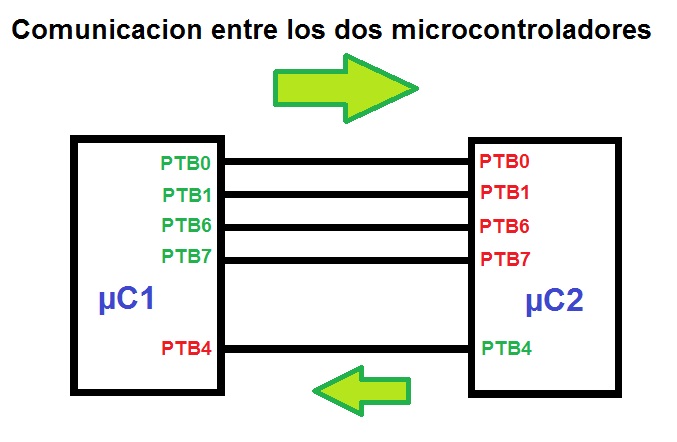 Comunicacion entre los dos microcontroladores
PTB0 PTB0
PTB1 PTB1
PTB6 PTB6
PTB7 PTB7
µC1 µC2
PTB4 PTB4